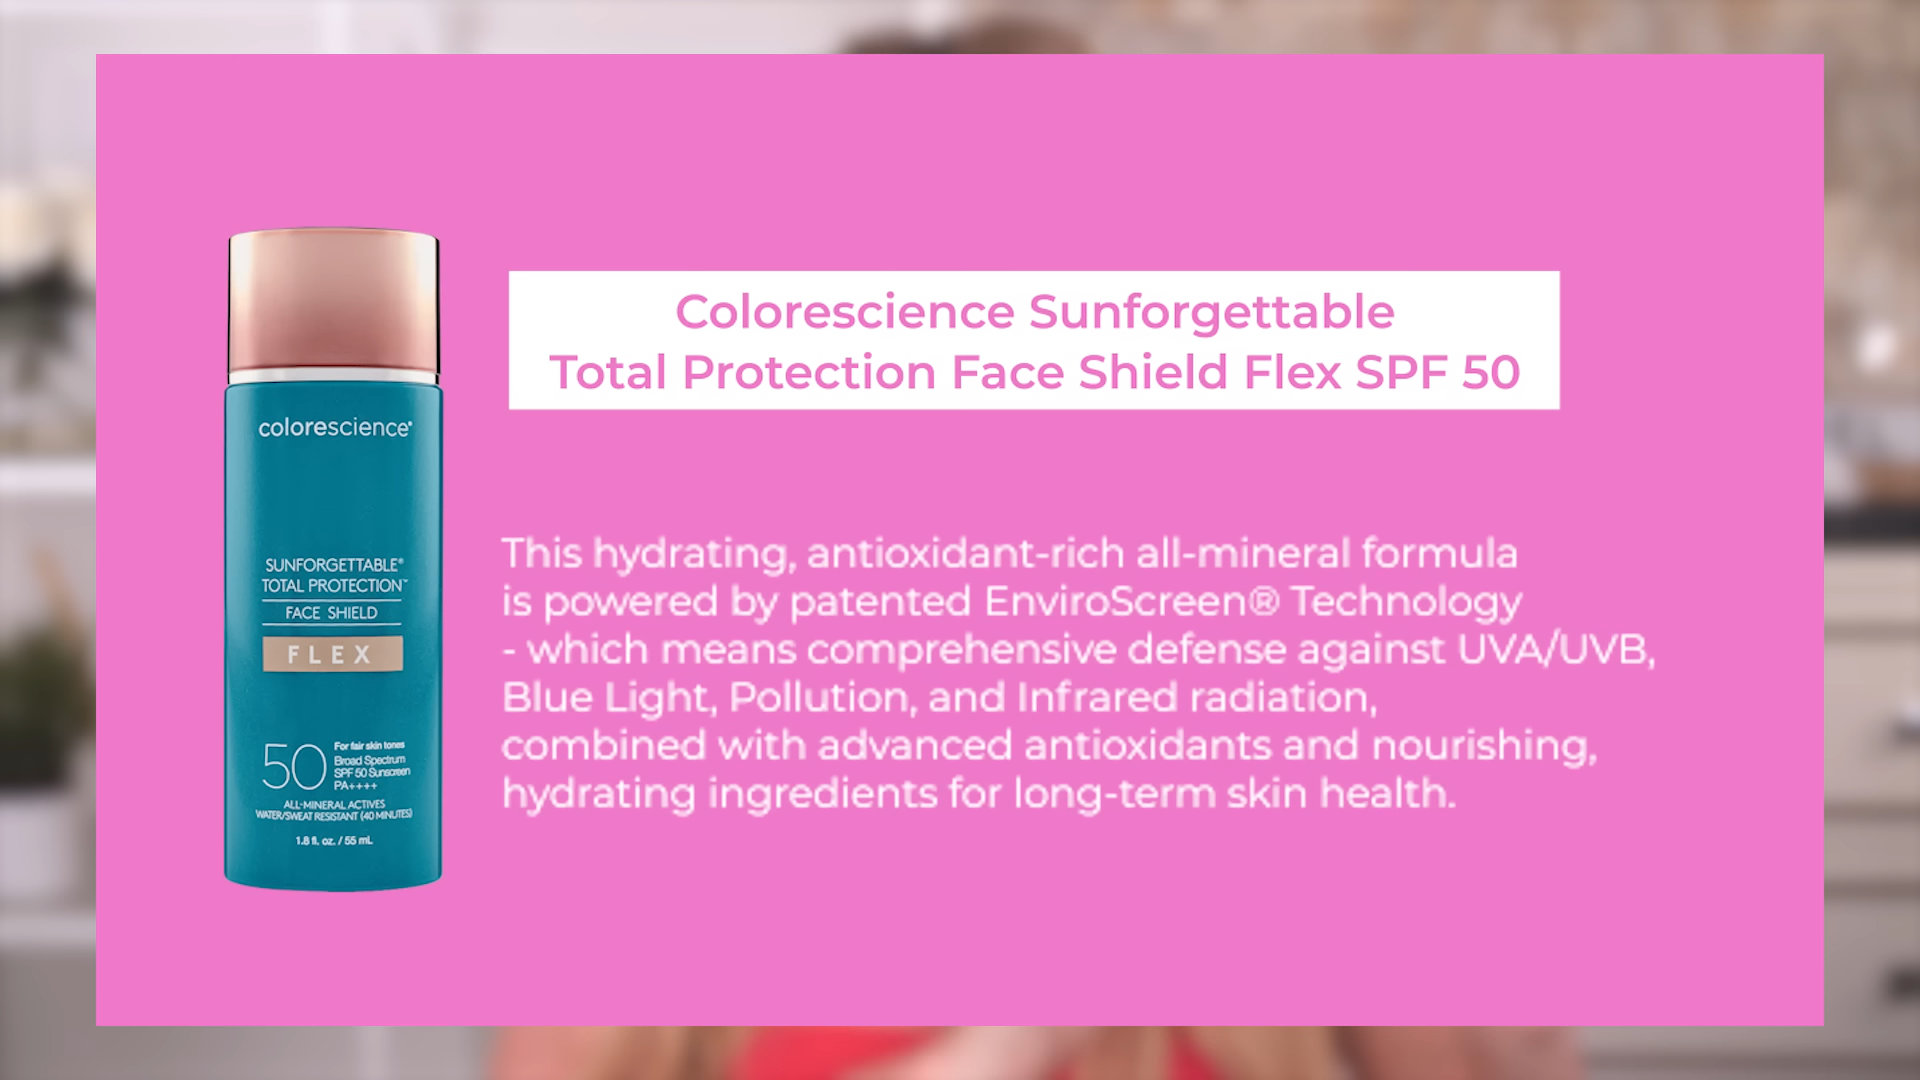 Colorescience Sunforgettable
Total Protection Face Shield Flex SPF 50
colorescience®
SUNFORGETTABLE®
TOTAL PROTECTION™
FACE SHIELD
FLEX
50
For fair skin tones
Broad Spectrum
SPF 50 Sunscreen
PA++++
ALL-MINERAL ACTIVES
WATER/SWEAT RESISTANT (40 MINUTES)
1.8 fl. oz. / 55 mL
This hydrating, antioxidant-rich all-mineral formula
is powered by patented EnviroScreen® Technology
- which means comprehensive defense against UVA/UVB,
Blue Light, Pollution, and Infrared radiation,
combined with advanced antioxidants and nourishing,
hydrating ingredients for long-term skin health.